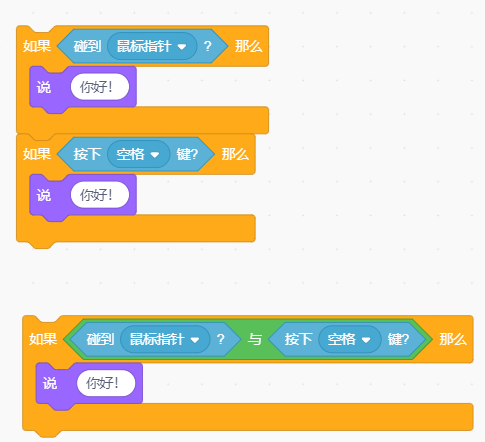 如果 碰到 鼠标指针 ? 那么
说 你好!
如果 按下 空格 键? 那么
说 你好!
如果 碰到 鼠标指针 ? 与 按下 空格 键? 那么
说 你好!